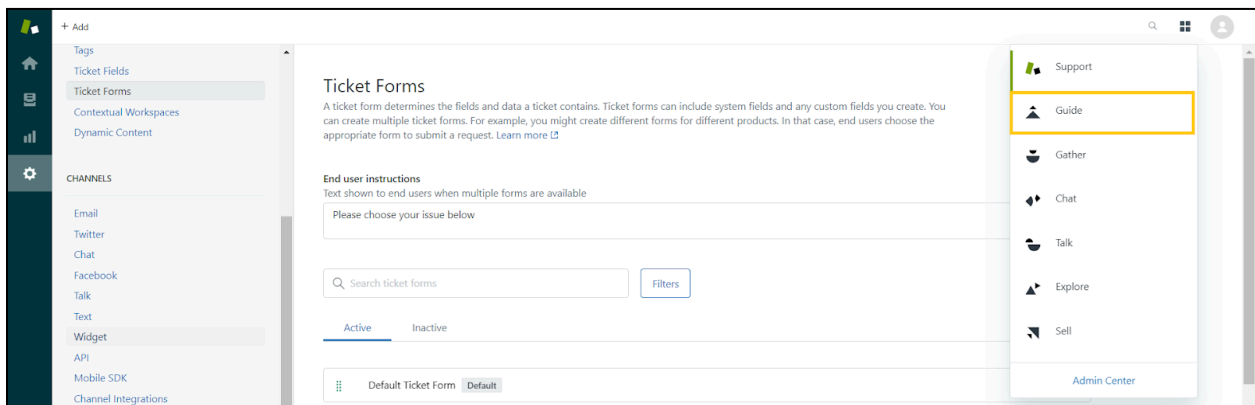 + Add
Tags
Ticket Fields
Ticket Forms
Contextual Workspaces
Dynamic Content
CHANNELS
Email
Twitter
Chat
Facebook
Talk
Text
Widget
API
Mobile SDK
Channel Integrations
Ticket Forms
A ticket form determines the fields and data a ticket contains. Ticket forms can include system fields and any custom fields you create. You
can create multiple ticket forms. For example, you might create different forms for different products. In that case, end users choose the
appropriate form to submit a request. Learn more
End user instructions
Text shown to end users when multiple forms are available
Please choose your issue below
Search ticket forms
Filters
Active Inactive
Default Ticket Form Default
Support
Guide
Gather
Chat
Talk
Explore
Sell
Admin Center